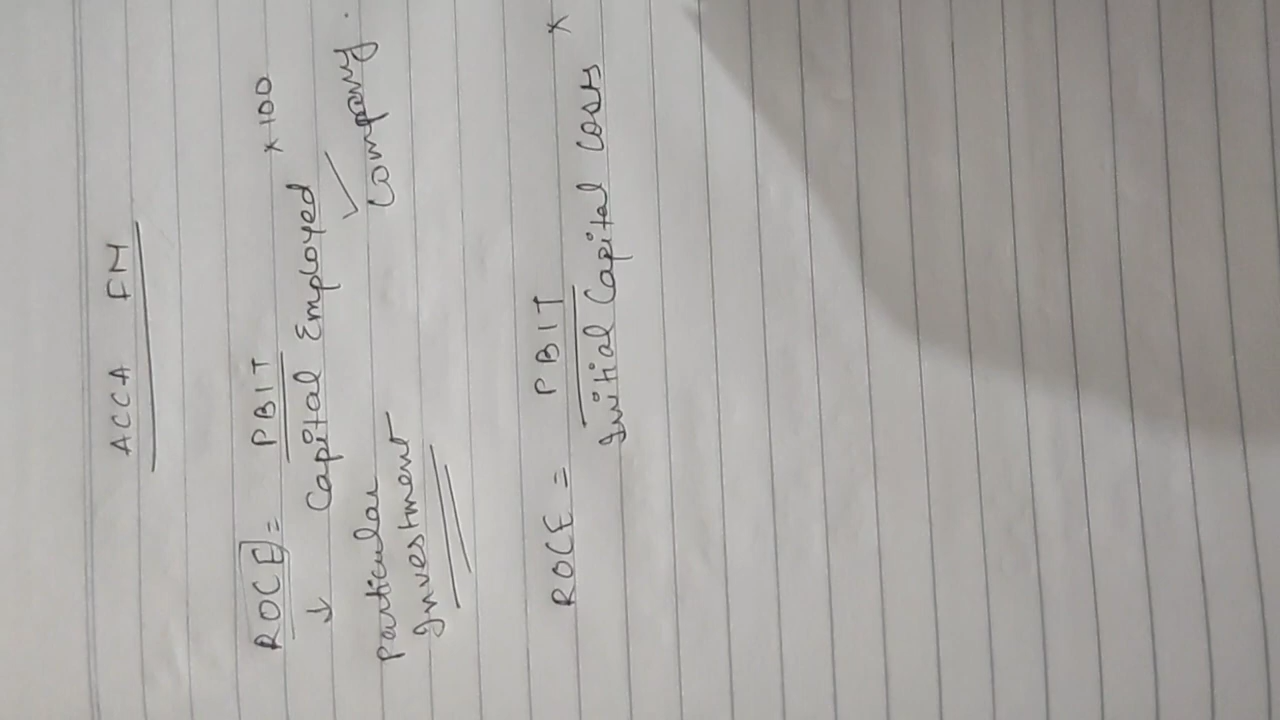 ACCA FM
ROCE = PBIT × 100
Capital Employed
↓
Particular Company.
Investment
ROCE = PBIT ×
Initial Capital Costs